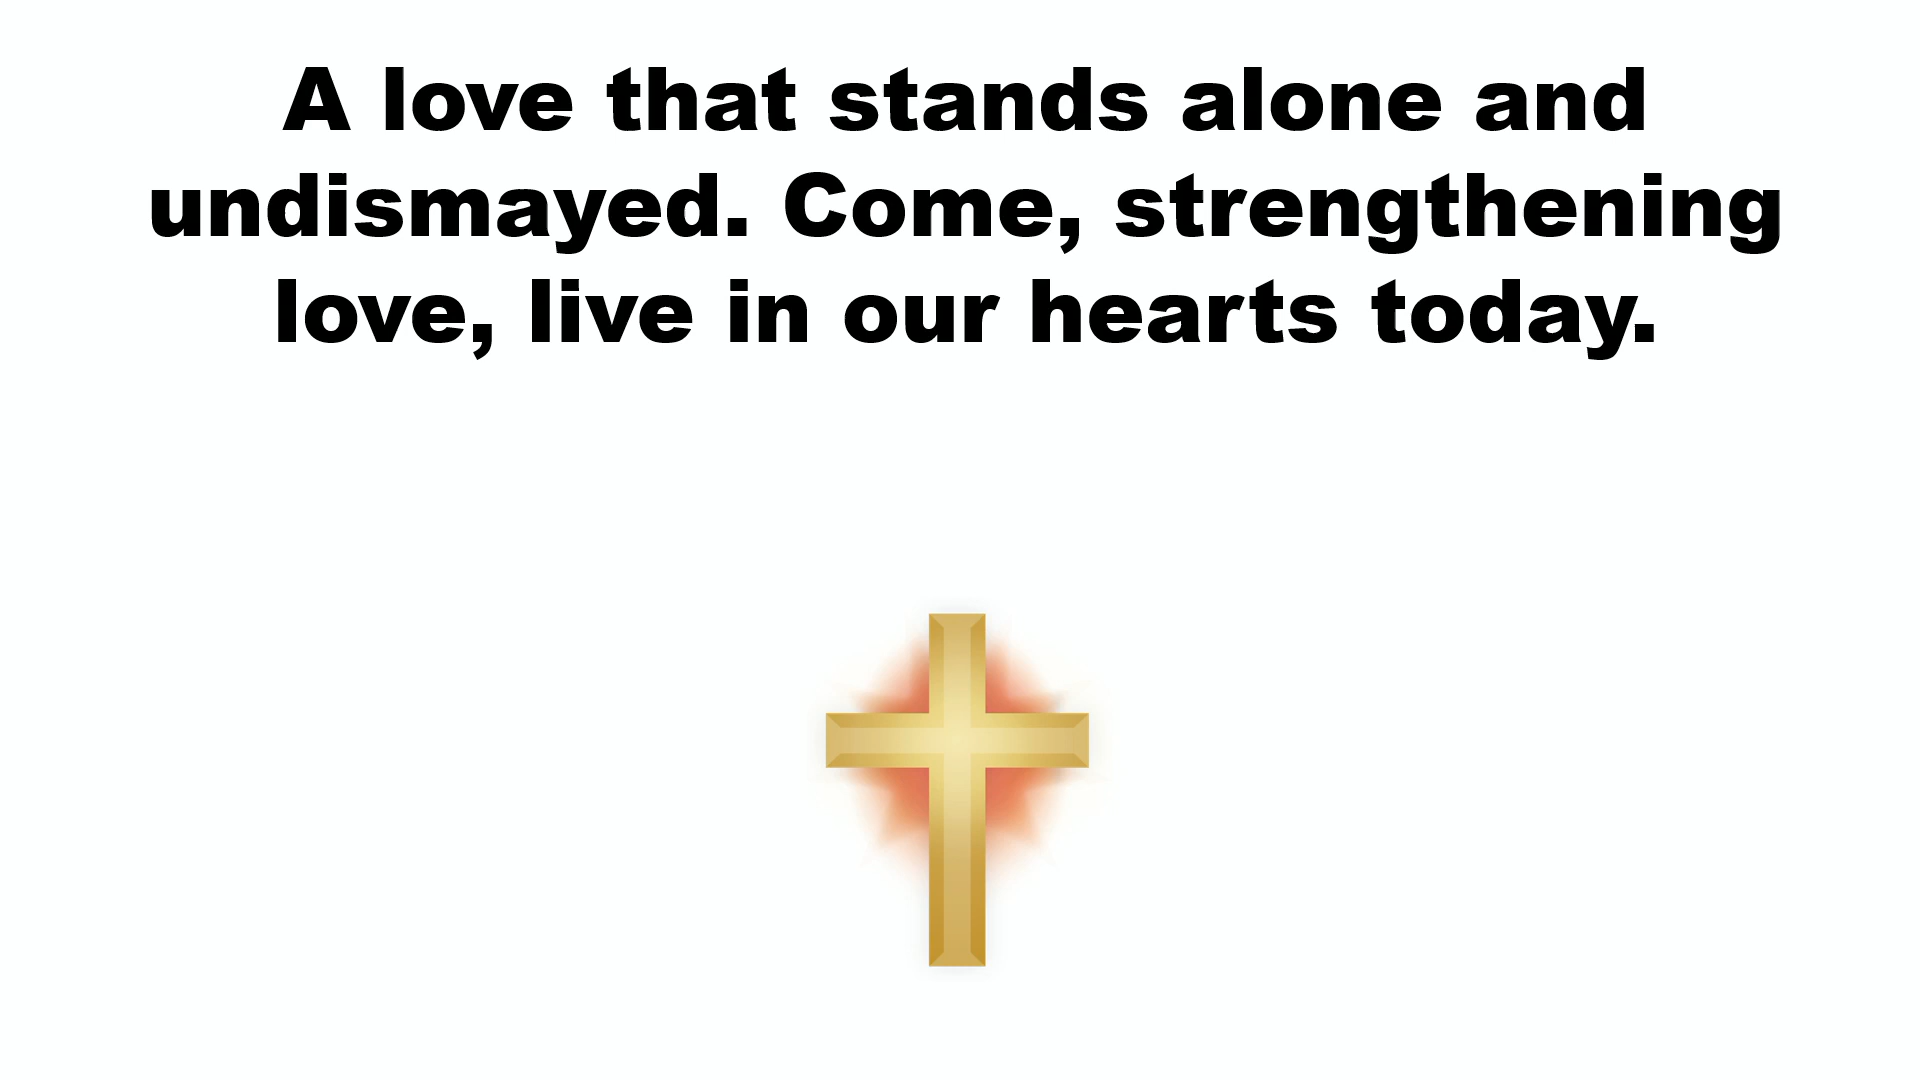 A love that stands alone and
undismayed. Come, strengthening
love, live in our hearts today.